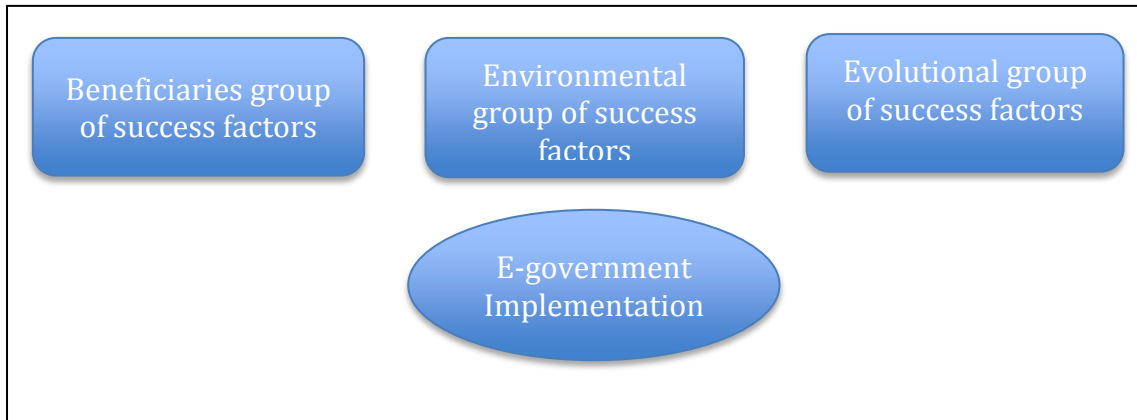 Beneficiaries group
of success factors
Environmental
group of success
factors
Evolutional group
of success factors
E-government
Implementation